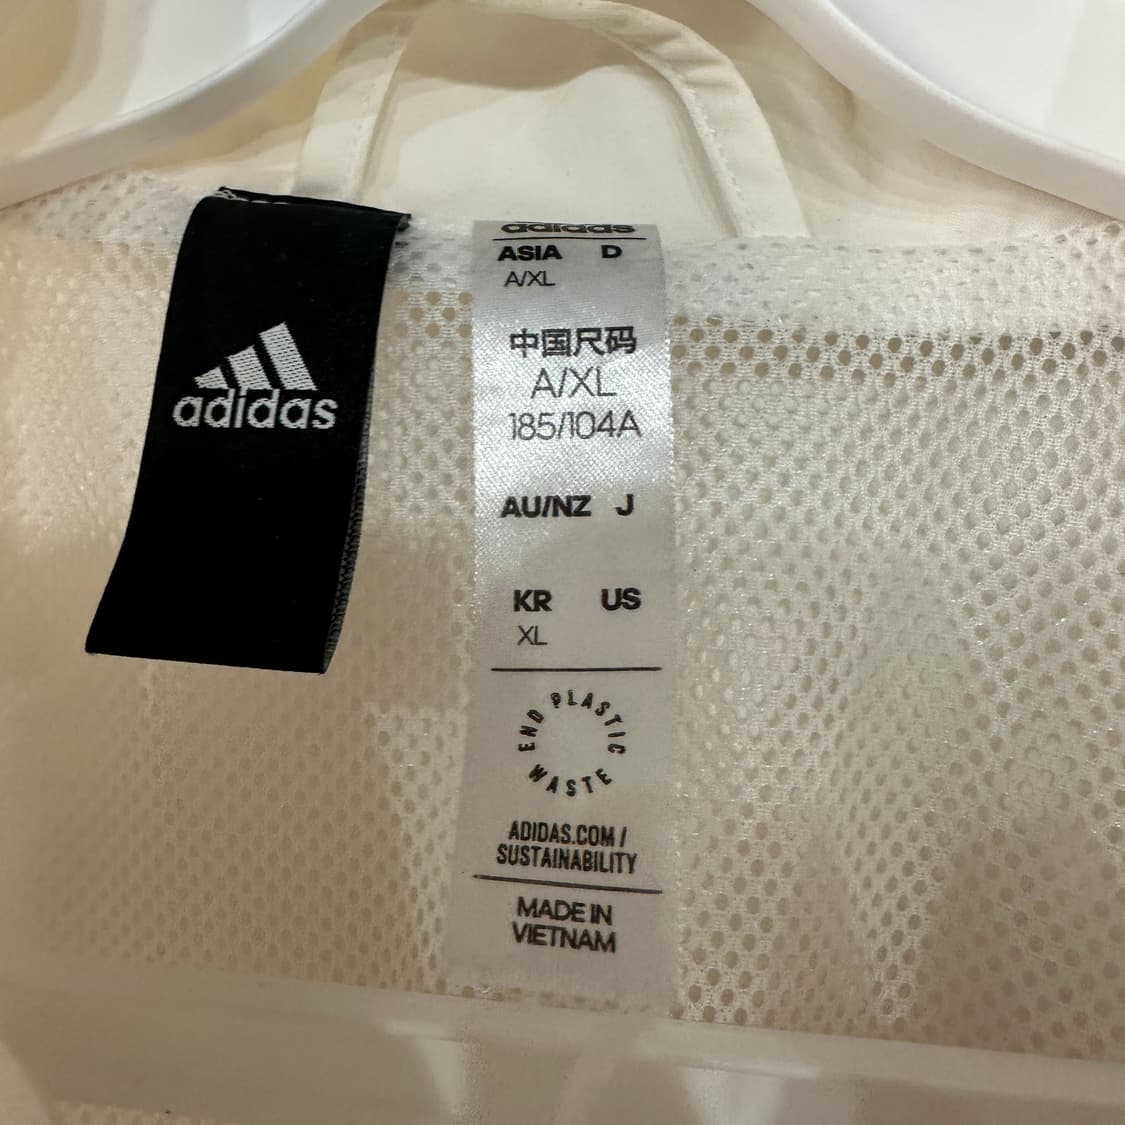 adidas
adidas
ASIA D
A/XL
中国尺码
A/XL
185/104A
AU/NZ J
KR US
XL
END PLASTIC WASTE
ADIDAS.COM/
SUSTAINABILITY
MADE IN
VIETNAM